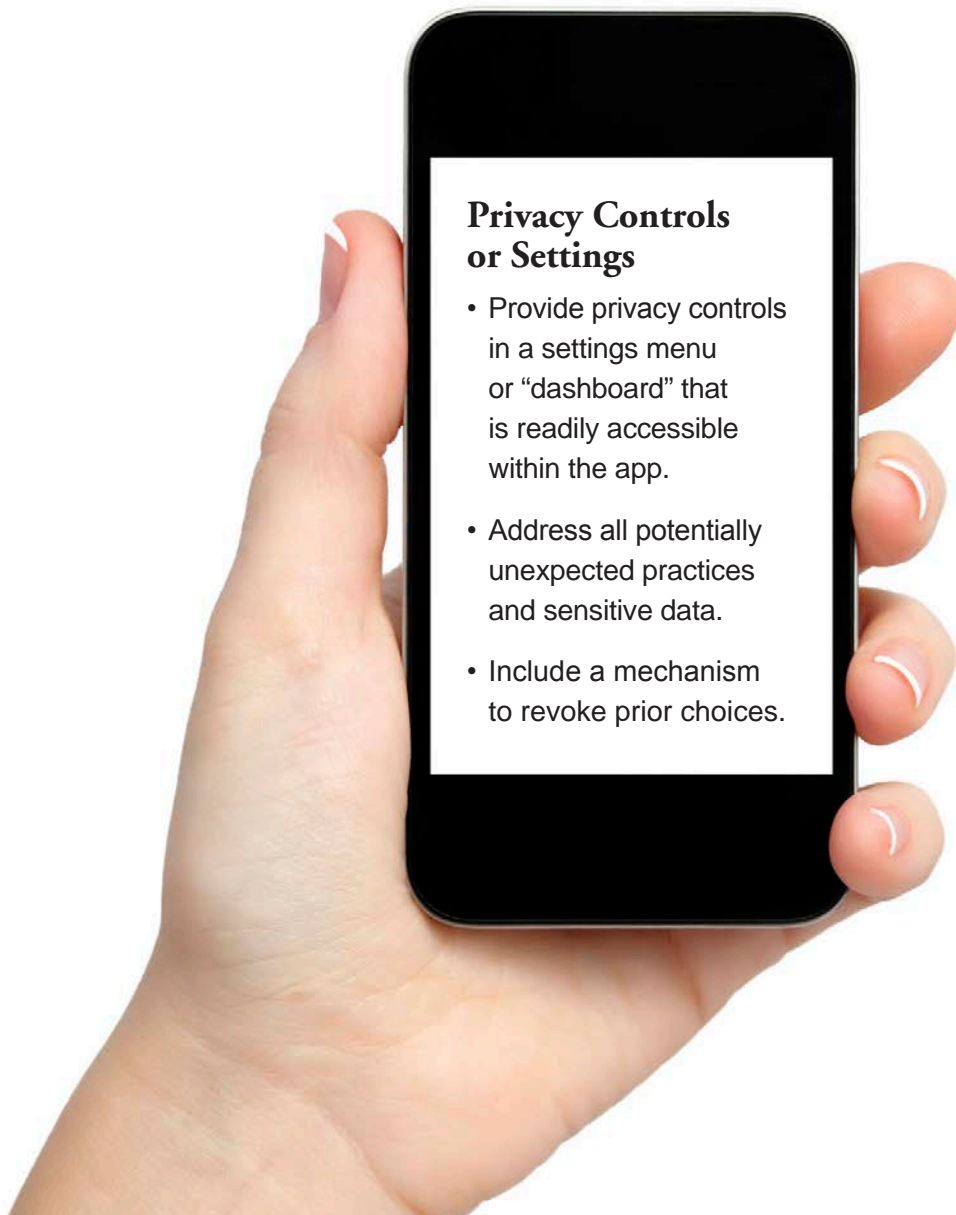 Privacy Controls
or Settings
• Provide privacy controls
in a settings menu
or “dashboard” that
is readily accessible
within the app.
• Address all potentially
unexpected practices
and sensitive data.
• Include a mechanism
to revoke prior choices.